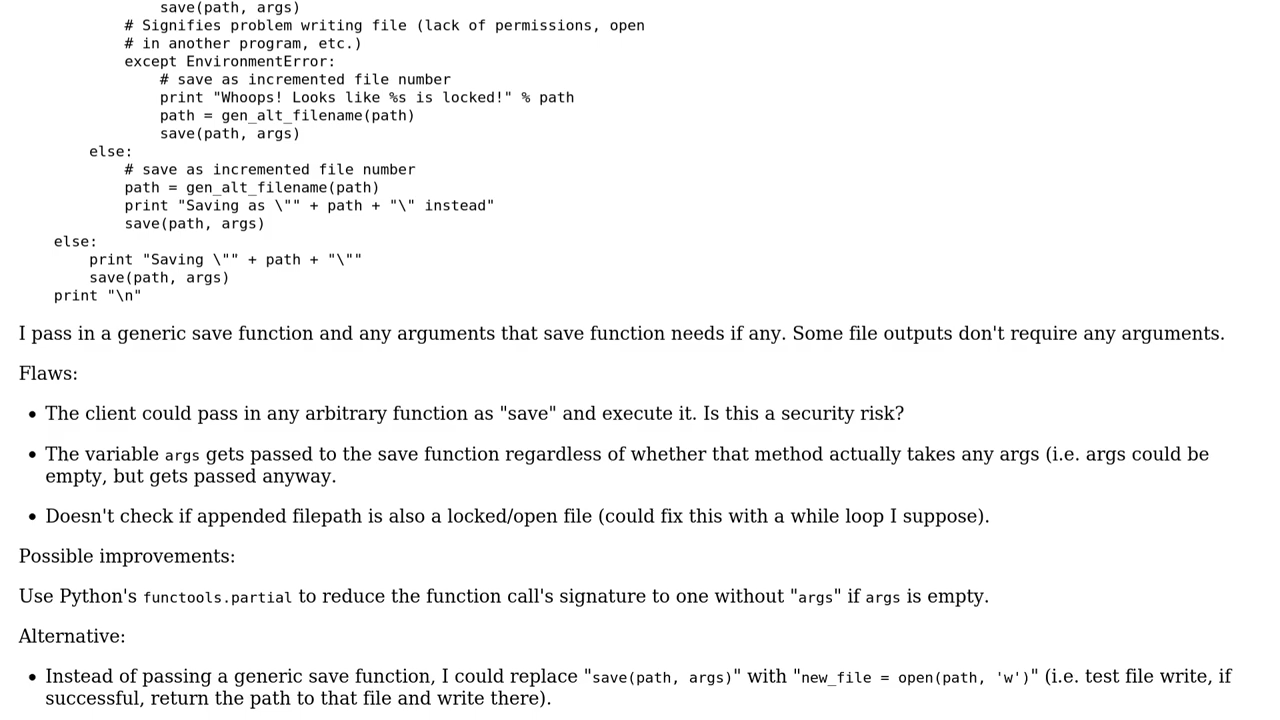 save(path, args)
# Signifies problem writing file (lack of permissions, open
# in another program, etc.)
except EnvironmentError:
# save as incremented file number
print "Whoops! Looks like %s is locked!" % path
path = gen_alt_filename(path)
save(path, args)
else:
# save as incremented file number
path = gen_alt_filename(path)
print "Saving as \"" + path + "\" instead"
save(path, args)
else:
print "Saving \"" + path + "\""
save(path, args)
print "\n"
I pass in a generic save function and any arguments that save function needs if any. Some file outputs don't require any arguments.
Flaws:
• The client could pass in any arbitrary function as "save" and execute it. Is this a security risk?
• The variable args gets passed to the save function regardless of whether that method actually takes any args (i.e. args could be
empty, but gets passed anyway.
• Doesn't check if appended filepath is also a locked/open file (could fix this with a while loop I suppose).
Possible improvements:
Use Python's functools.partial to reduce the function call's signature to one without "args" if args is empty.
Alternative:
• Instead of passing a generic save function, I could replace "save(path, args)" with "new_file = open(path, 'w')" (i.e. test file write, if
successful, return the path to that file and write there).